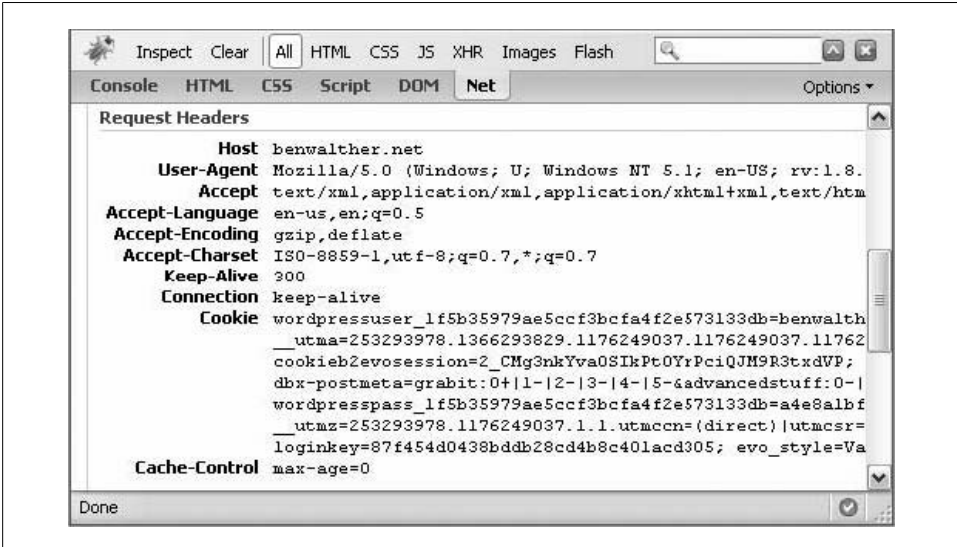 Inspect Clear All HTML CSS JS XHR Images Flash
Console HTML CSS Script DOM Net Options
Request Headers
Host benwalther.net
User-Agent Mozilla/5.0 (Windows; U; Windows NT 5.1; en-US; rv:1.8.
Accept text/xml,application/xml,application/xhtml+xml,text/htm
Accept-Language en-us,en;q=0.5
Accept-Encoding gzip,deflate
Accept-Charset ISO-8859-1,utf-8;q=0.7,*;q=0.7
Keep-Alive 300
Connection keep-alive
Cookie wordpressuser_1f5b35979ae5ccf3bcfa4f2e573133db=benwalth
__utma=253293978.1366293829.1176249037.1176249037.11762
cookieb2evosession=2_CMg3nkYva0SIkPt0YrPciQJM9R3txdVP;
dbx-postmeta=grabit:0+|1-|2-|3-|4-|5-&advancedstuff:0-|
wordpresspass_1f5b35979ae5ccf3bcfa4f2e573133db=a4e8a1bf
__utmz=253293978.1176249037.1.1.utmccn=(direct)|utmcsr=
loginkey=87f454d0438bddb28cd4b8c401acd305; evo_style=Va
Cache-Control max-age=0
Done